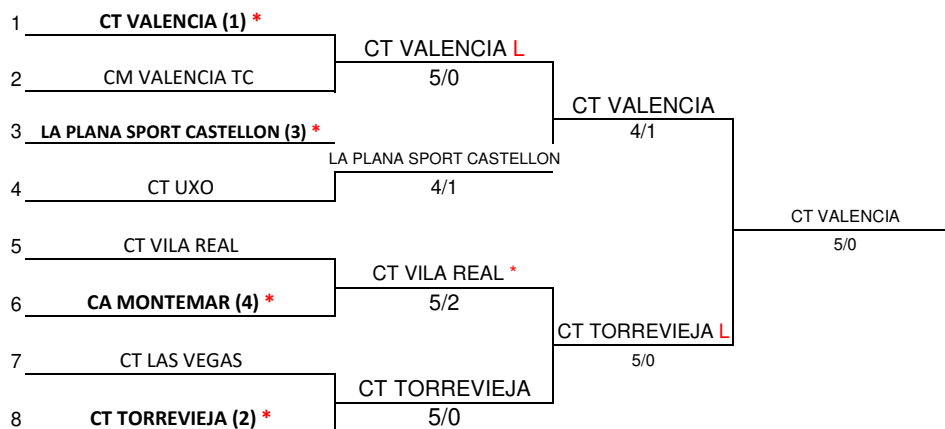 1 CT VALENCIA (1) *
CT VALENCIA L
2 CM VALENCIA TC
5/0
CT VALENCIA
3 LA PLANA SPORT CASTELLON (3) *
4/1
LA PLANA SPORT CASTELLON
4 CT UXO
4/1
CT VALENCIA
5/0
5 CT VILA REAL
CT VILA REAL *
6 CA MONTEMAR (4) *
5/2
CT TORREVIEJA L
5/0
7 CT LAS VEGAS
CT TORREVIEJA
8 CT TORREVIEJA (2) *
5/0